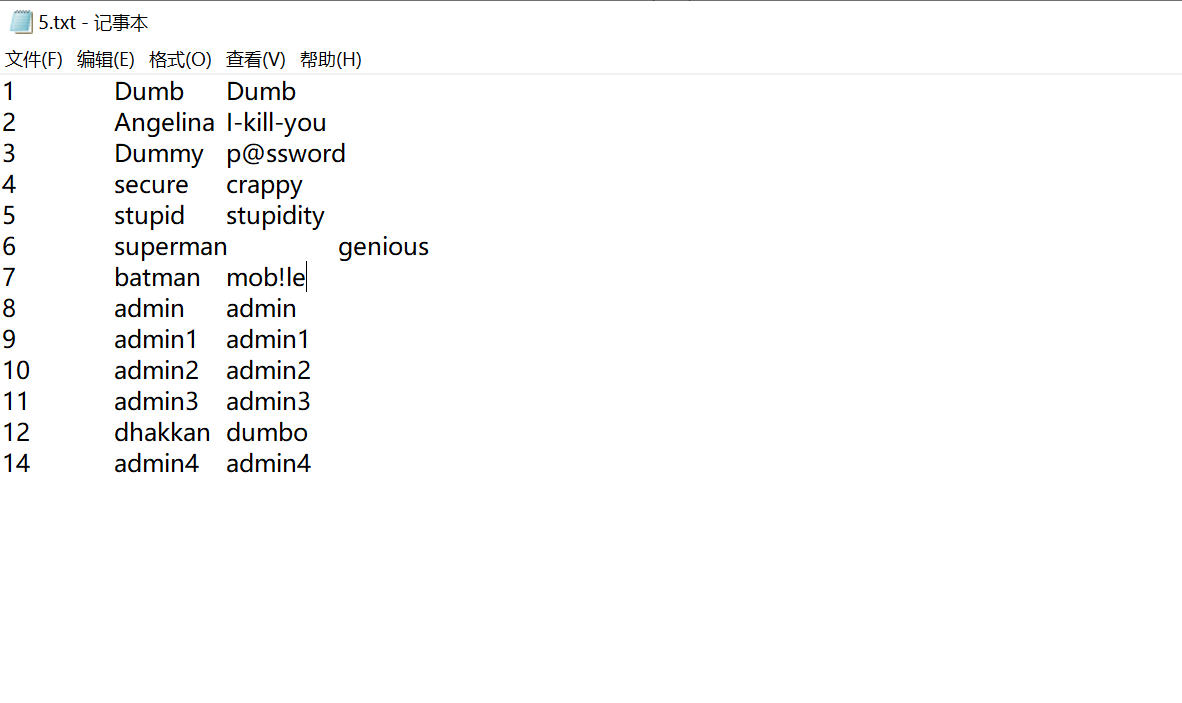 5.txt - 记事本
文件(F) 编辑(E) 格式(O) 查看(V) 帮助(H)
1 Dumb Dumb
2 Angelina I-kill-you
3 Dummy p@ssword
4 secure crappy
5 stupid stupidity
6 superman genious
7 batman mob!le
8 admin admin
9 admin1 admin1
10 admin2 admin2
11 admin3 admin3
12 dhakkan dumbo
14 admin4 admin4